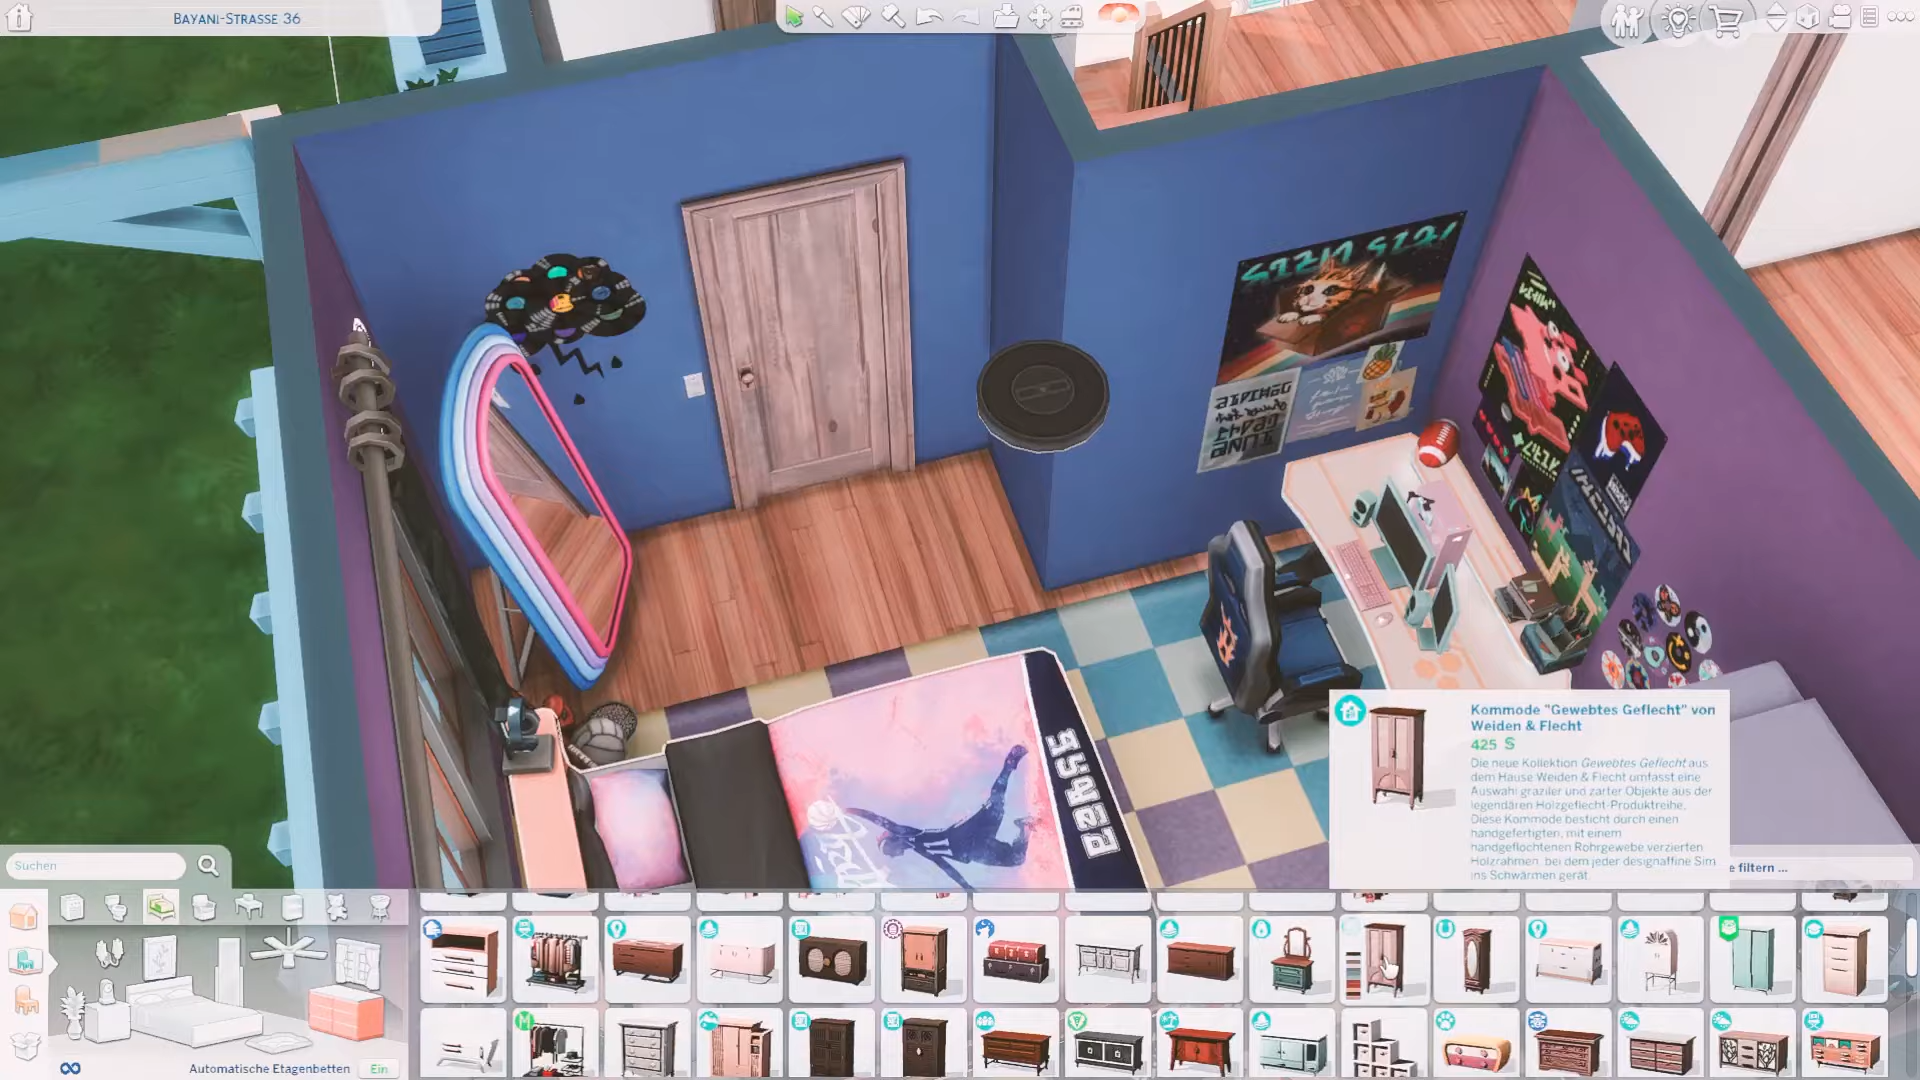 BAYANI-STRASSE 36
Kommode "Gewebtes Geflecht" von
Weiden & Flecht
425 S
Die neue Kollektion Gewebtes Geflecht aus
dem Hause Weiden & Flecht umfasst eine
Auswahl graziler und zarter Objekte aus der
legendären Holzgeflecht-Produktreihe.
Diese Kommode besticht durch einen
handgefertigten, mit einem
handgeflochtenen Rohrgewebe verzierten
Holzrahmen, bei dem jeder designaffine Sim
ins Schwärmen gerät.
Suchen
e filtern ...
Automatische Etagenbetten
Ein